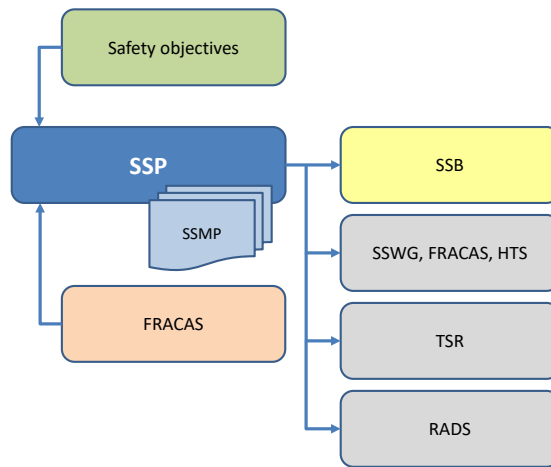 Safety objectives
SSP
SSMP
FRACAS
SSB
SSWG, FRACAS, HTS
TSR
RADS